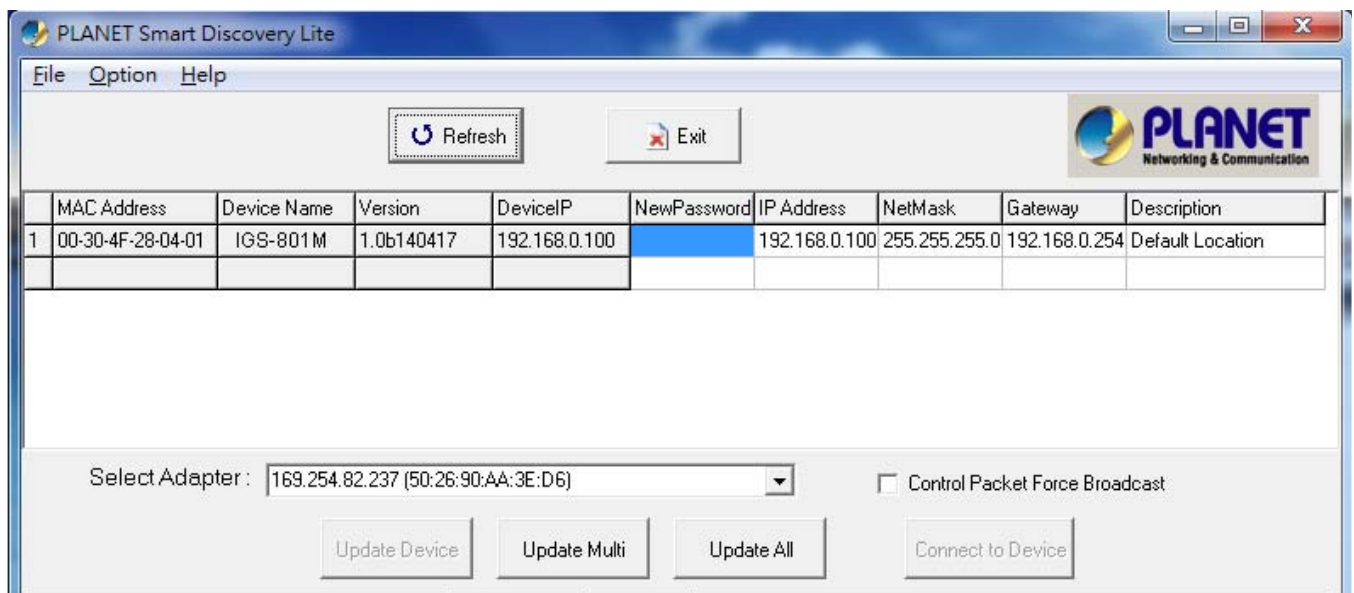 PLANET Smart Discovery Lite
File Option Help
Refresh Exit
PLANET
Networking & Communication
MAC Address Device Name Version DeviceIP NewPassword IP Address NetMask Gateway Description
1 00-30-4F-28-04-01 IGS-801M 1.0b140417 192.168.0.100 192.168.0.100 255.255.255.0 192.168.0.254 Default Location
Select Adapter : 169.254.82.237 (50:26:90:AA:3E:D6) Control Packet Force Broadcast
Update Device Update Multi Update All Connect to Device